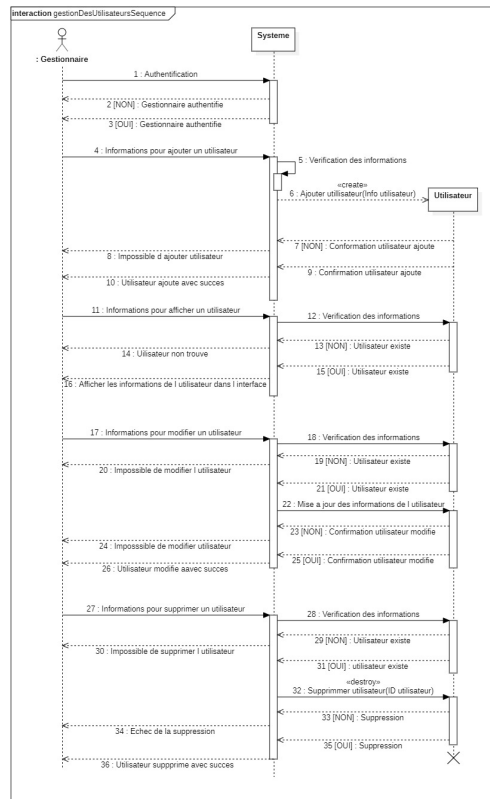 interaction gestionDesUtilisateursSequence
Systeme
: Gestionnaire
1 : Authentification
2 [NON] : Gestionnaire authentifie
3 [OUI] : Gestionnaire authentifie
4 : Informations pour ajouter un utilisateur
5 : Verification des informations
«create»
6 : Ajouter utillisateur(Info utilisateur)
Utilisateur
7 [NON] : Conformation utilisateur ajoute
8 : Impossible d ajouter utilisateur
9 : Confirmation utilisateur ajoute
10 : Utilisateur ajoute avec succes
11 : Informations pour afficher un utilisateur
12 : Verification des informations
13 [NON] : Utilisateur existe
14 : Uilisateur non trouve
15 [OUI] : Utilisateur existe
16 : Afficher les informations de l utilisateur dans l interface
17 : Informations pour modifier un utilisateur
18 : Verification des informations
19 [NON] : Utilisateur existe
20 : Impossible de modifier l utilisateur
21 [OUI] : Utilisateur existe
22 : Mise a jour des informations de l utilisateur
23 [NON] : Confirmation utilisateur modifie
24 : Imposssible de modifier utilisateur
25 [OUI] : Confirmation utilisateur modifie
26 : Utilisateur modifie aavec succes
27 : Informations pour supprimer un utilisateur
28 : Verification des informations
29 [NON] : Utilisateur existe
30 : Impossible de supprimer l utilisateur
31 [OUI] : utilisateur existe
«destroy»
32 : Supprimmer utilisateur(ID utilisateur)
33 [NON] : Suppression
34 : Echec de la suppression
35 [OUI] : Suppression
36 : Utilisateur suppprime avec succes